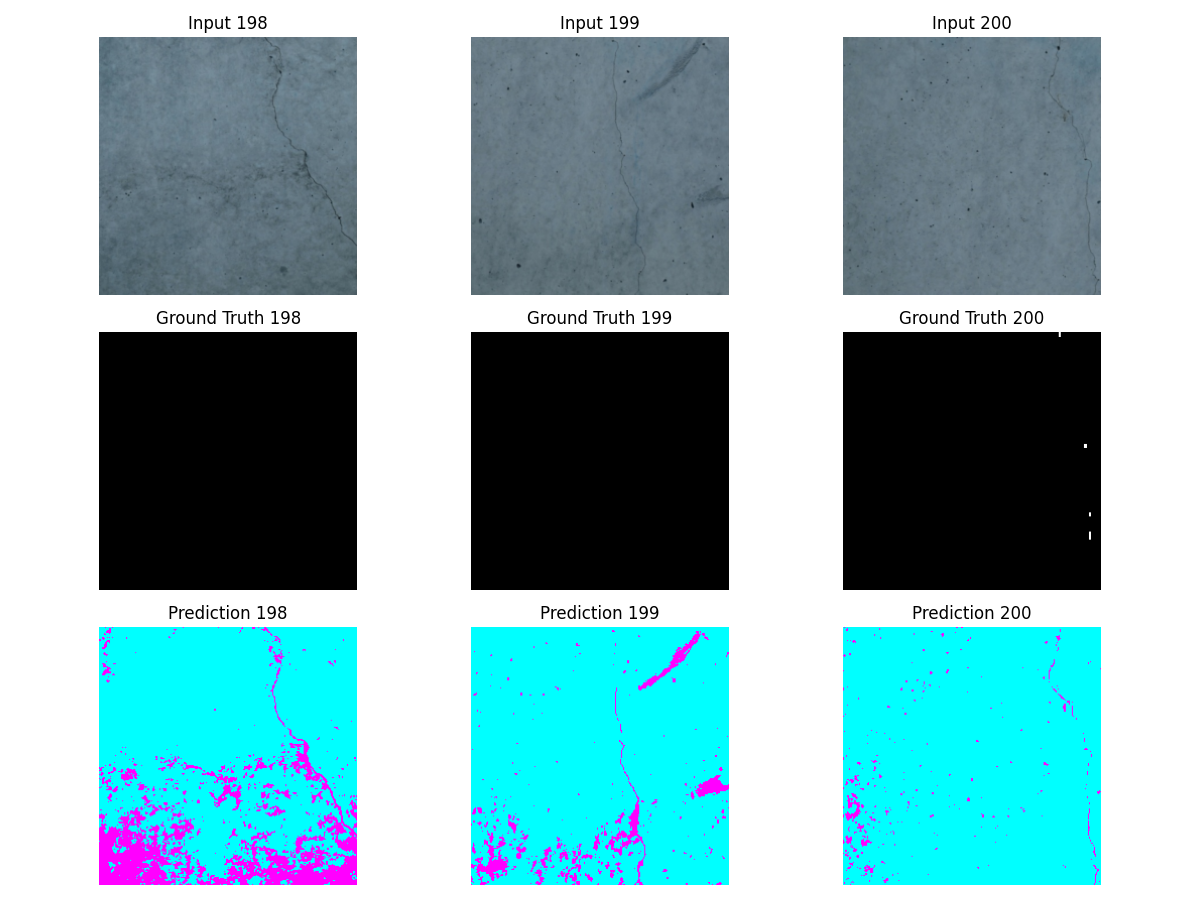 Input 198
Input 199
Input 200
Ground Truth 198
Ground Truth 199
Ground Truth 200
Prediction 198
Prediction 199
Prediction 200